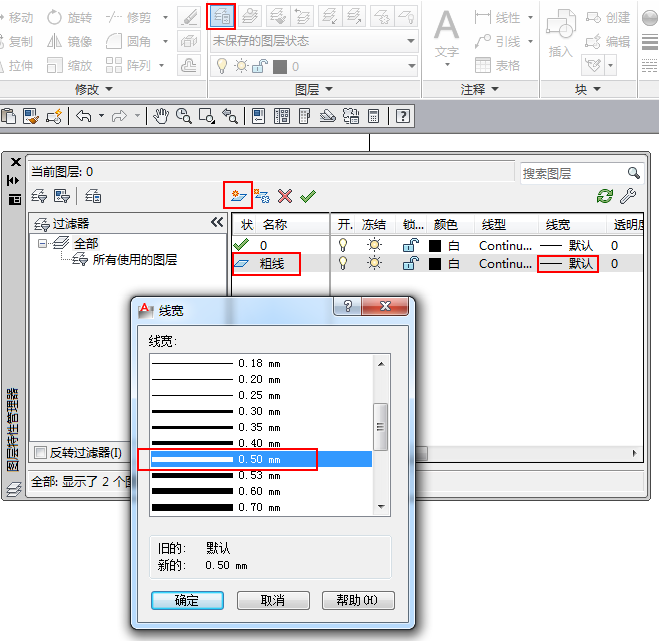 移动 旋转 修剪
复制 镜像 圆角
拉伸 缩放 阵列
修改
未保存的图层状态
0
图层
A
文字
线性
引线
表格
注释
插入
创建
编辑
块
当前图层: 0
搜索图层
过滤器
全部
所有使用的图层
状 名称 开. 冻结 锁... 颜色 线型 线宽 透明度
0 白 Continu... 默认 0
粗线 白 Continu... 默认 0
反转过滤器(I)
全部: 显示了 2 个
图层特性管理器
线宽
线宽:
0.18 mm
0.20 mm
0.25 mm
0.30 mm
0.35 mm
0.40 mm
0.50 mm
0.53 mm
0.60 mm
0.70 mm
旧的: 默认
新的: 0.50 mm
确定 取消 帮助(H)